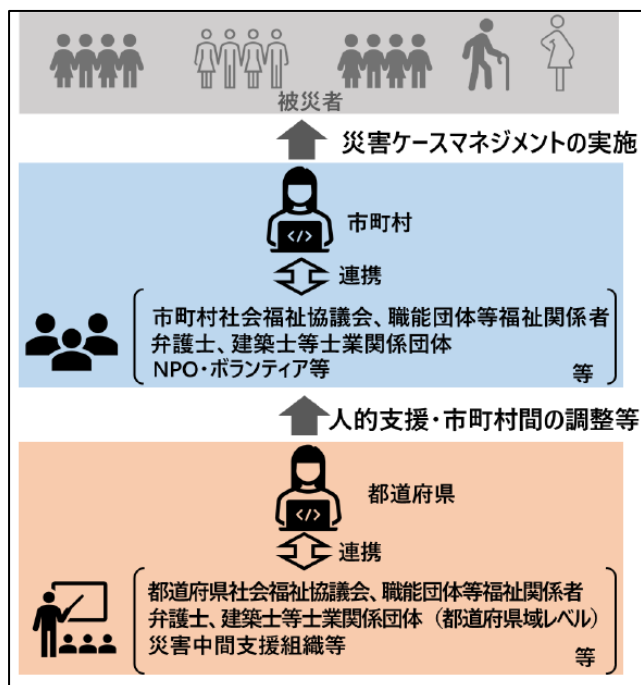 被災者
災害ケースマネジメントの実施
</>
市町村
連携
市町村社会福祉協議会、職能団体等福祉関係者
弁護士、建築士等士業関係団体
NPO・ボランティア等
等
人的支援・市町村間の調整等
</>
都道府県
連携
都道府県社会福祉協議会、職能団体等福祉関係者
弁護士、建築士等士業関係団体（都道府県域レベル）
災害中間支援組織等
等